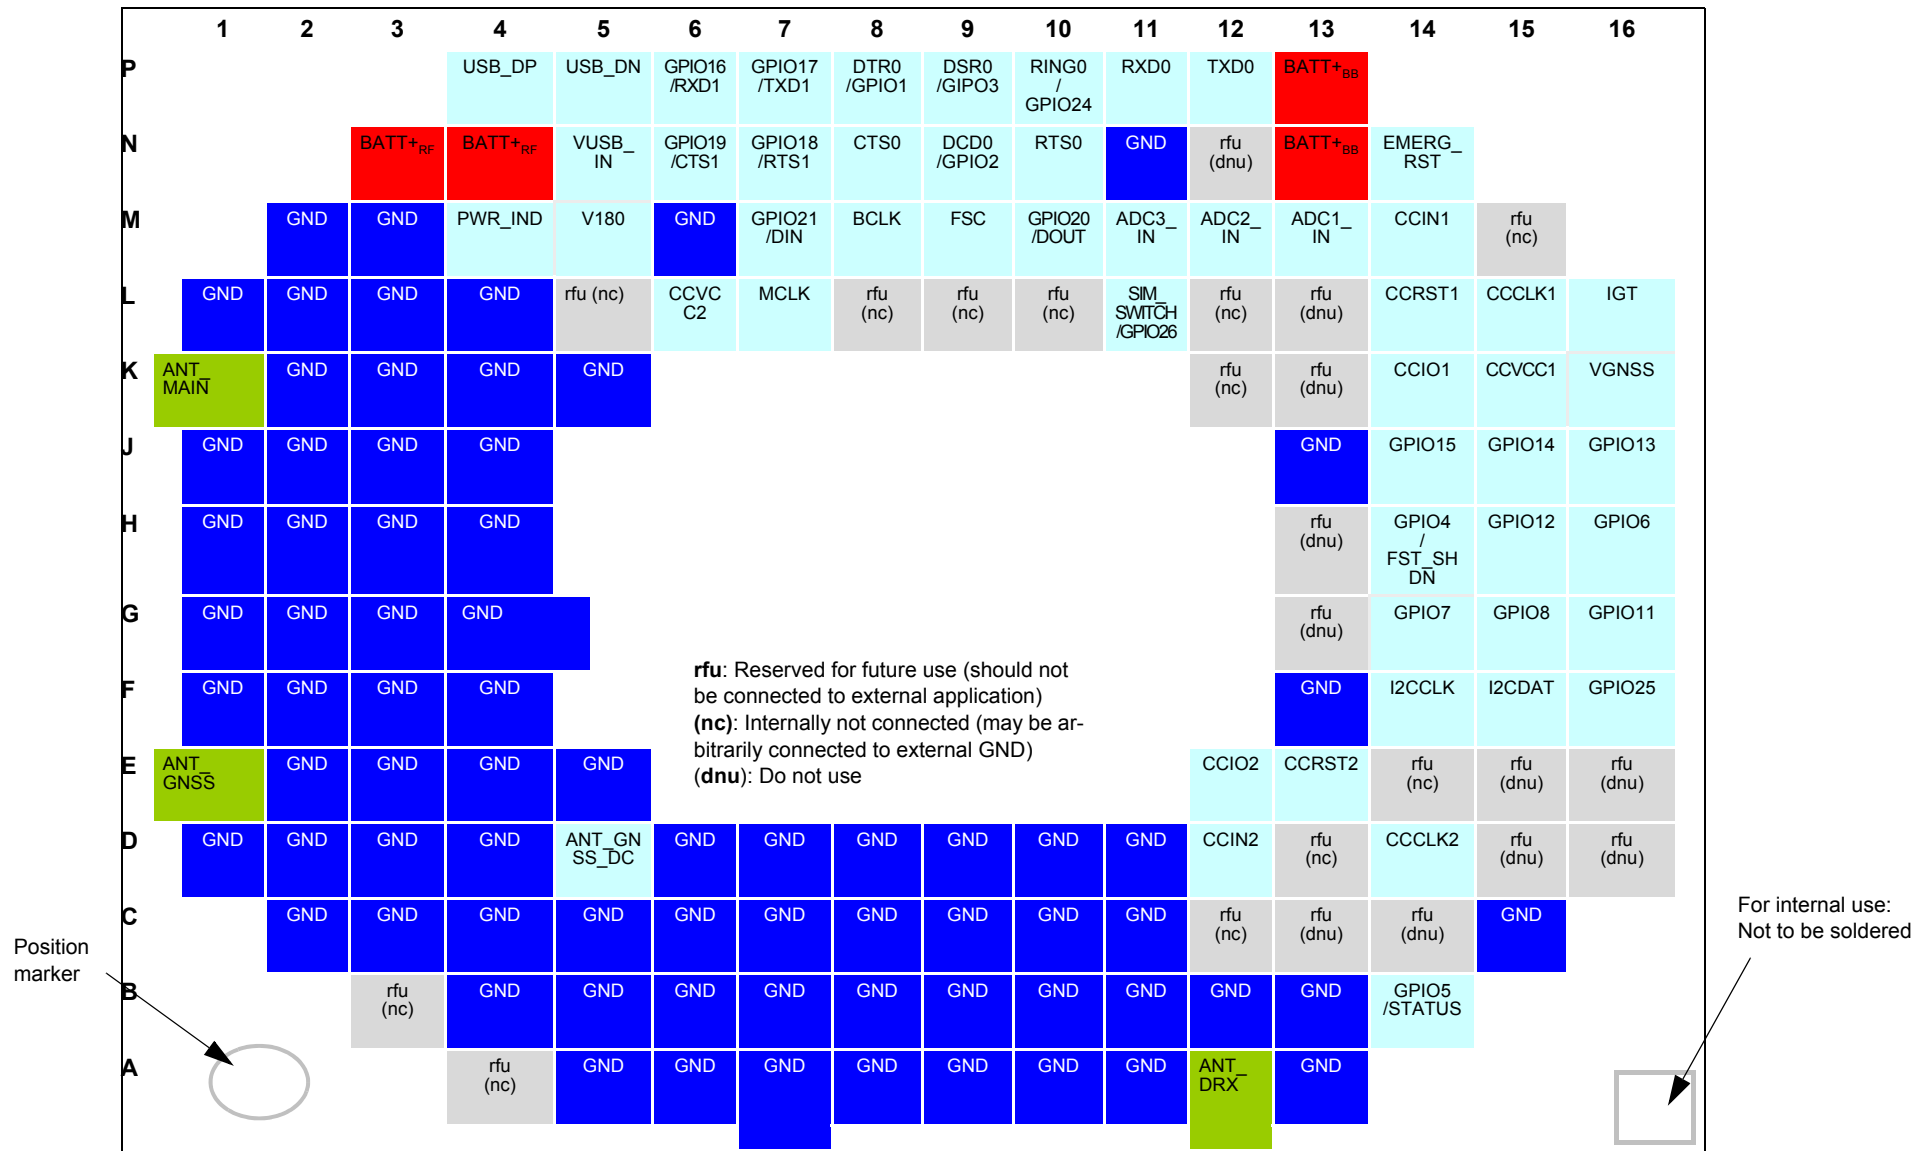 1 2 3 4 5 6 7 8 9 10 11 12 13 14 15 16
P USB_DP USB_DN GPIO16 /RXD1 GPIO17 /TXD1 DTR0 /GPIO1 DSR0 /GIPO3 RING0 / GPIO24 RXD0 TXD0 BATT+BB
N BATT+RF BATT+RF VUSB_ IN GPIO19 /CTS1 GPIO18 /RTS1 CTS0 DCD0 /GPIO2 RTS0 GND rfu (dnu) BATT+BB EMERG_ RST
M GND GND PWR_IND V180 GND GPIO21 /DIN BCLK FSC GPIO20 /DOUT ADC3_ IN ADC2_ IN ADC1_ IN CCIN1 rfu (nc)
L GND GND GND GND rfu (nc) CCVC C2 MCLK rfu (nc) rfu (nc) rfu (nc) SIM_ SWITCH /GPIO26 rfu (nc) rfu (dnu) CCRST1 CCCLK1 IGT
K ANT_ MAIN GND GND GND GND rfu (nc) rfu (dnu) CCIO1 CCVCC1 VGNSS
J GND GND GND GND GND GPIO15 GPIO14 GPIO13
H GND GND GND GND rfu (dnu) GPIO4 / FST_SH DN GPIO12 GPIO6
G GND GND GND GND rfu (dnu) GPIO7 GPIO8 GPIO11
F GND GND GND GND GND I2CCLK I2CDAT GPIO25
rfu: Reserved for future use (should not
be connected to external application)
(nc): Internally not connected (may be ar-
bitrarily connected to external GND)
(dnu): Do not use
E ANT_ GNSS GND GND GND GND CCIO2 CCRST2 rfu (nc) rfu (dnu) rfu (dnu)
D GND GND GND GND ANT_GN SS_DC GND GND GND GND GND GND CCIN2 rfu (nc) CCCLK2 rfu (dnu) rfu (dnu)
C GND GND GND GND GND GND GND GND GND GND rfu (nc) rfu (dnu) rfu (dnu) GND
B rfu (nc) GND GND GND GND GND GND GND GND GND GND GPIO5 /STATUS
A rfu (nc) GND GND GND GND GND GND GND ANT_ DRX GND
Position
marker
For internal use:
Not to be soldered